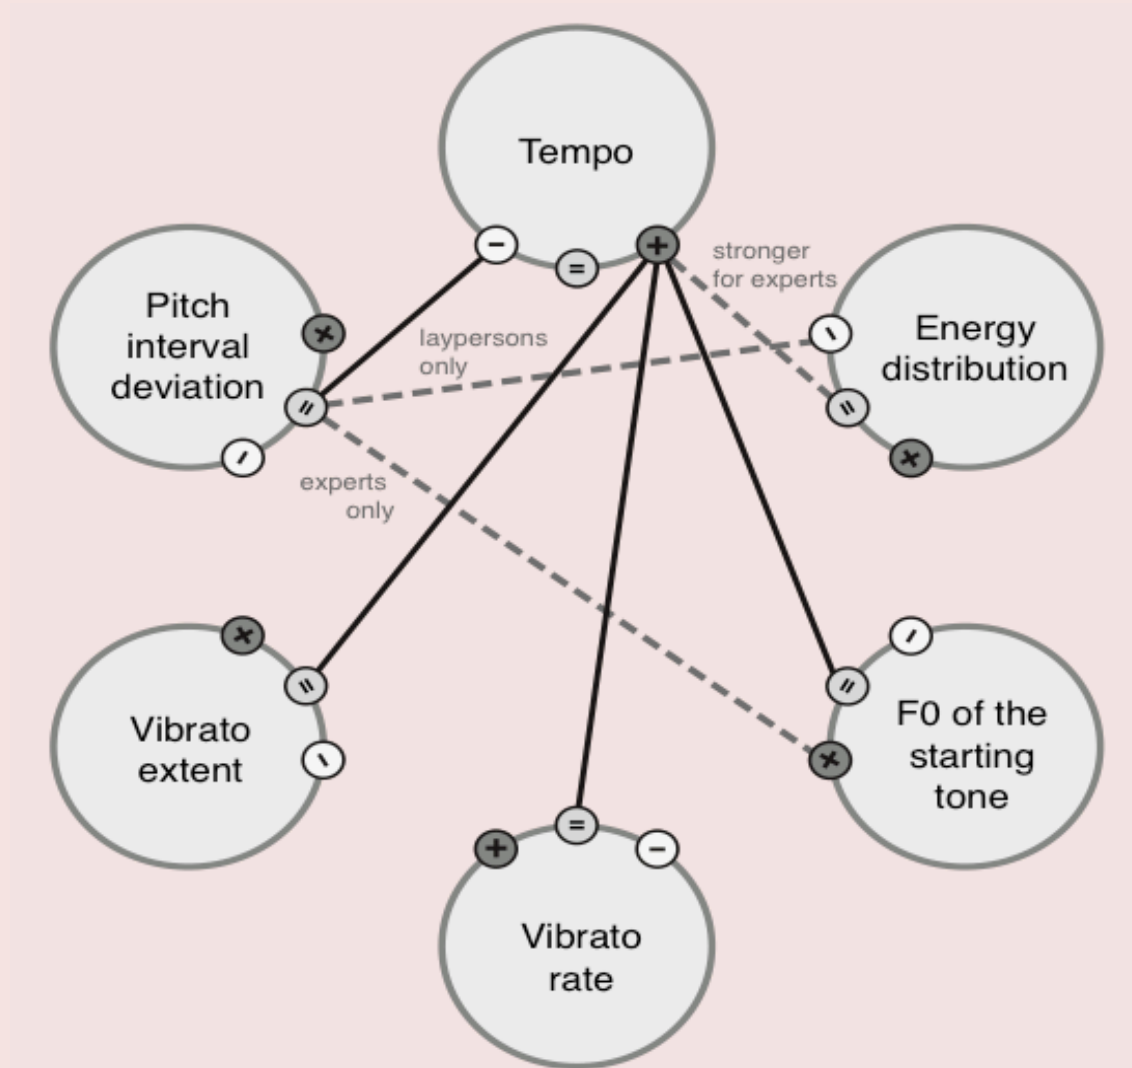 Tempo
−
=
+
stronger
for experts
Pitch
interval
deviation
+
=
−
laypersons
only
Energy
distribution
−
=
+
experts
only
Vibrato
extent
+
=
−
F0 of the
starting
tone
−
=
+
Vibrato
rate
+
=
−